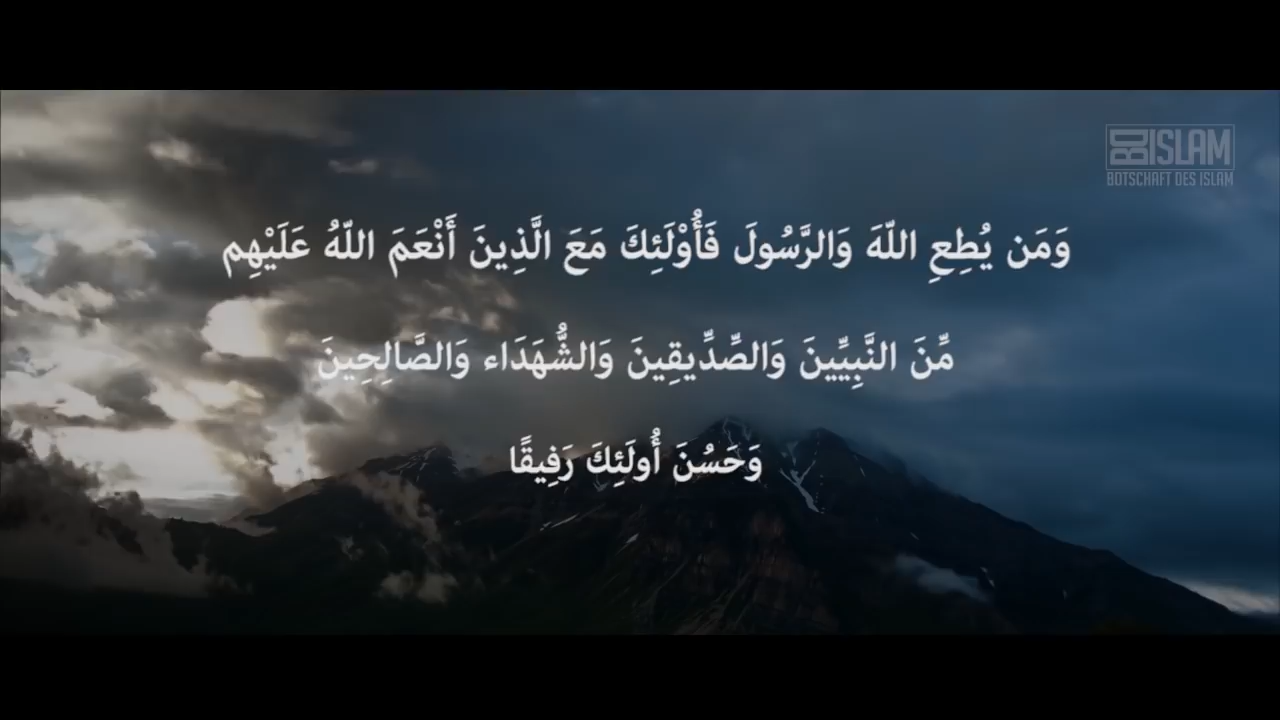 BD ISLAM
BOTSCHAFT DES ISLAM
وَمَن يُطِعِ اللّهَ وَالرَّسُولَ فَأُوْلَئِكَ مَعَ الَّذِينَ أَنْعَمَ اللّهُ عَلَيْهِم
مِّنَ النَّبِيِّينَ وَالصِّدِّيقِينَ وَالشُّهَدَاء وَالصَّالِحِينَ
وَحَسُنَ أُولَئِكَ رَفِيقًا